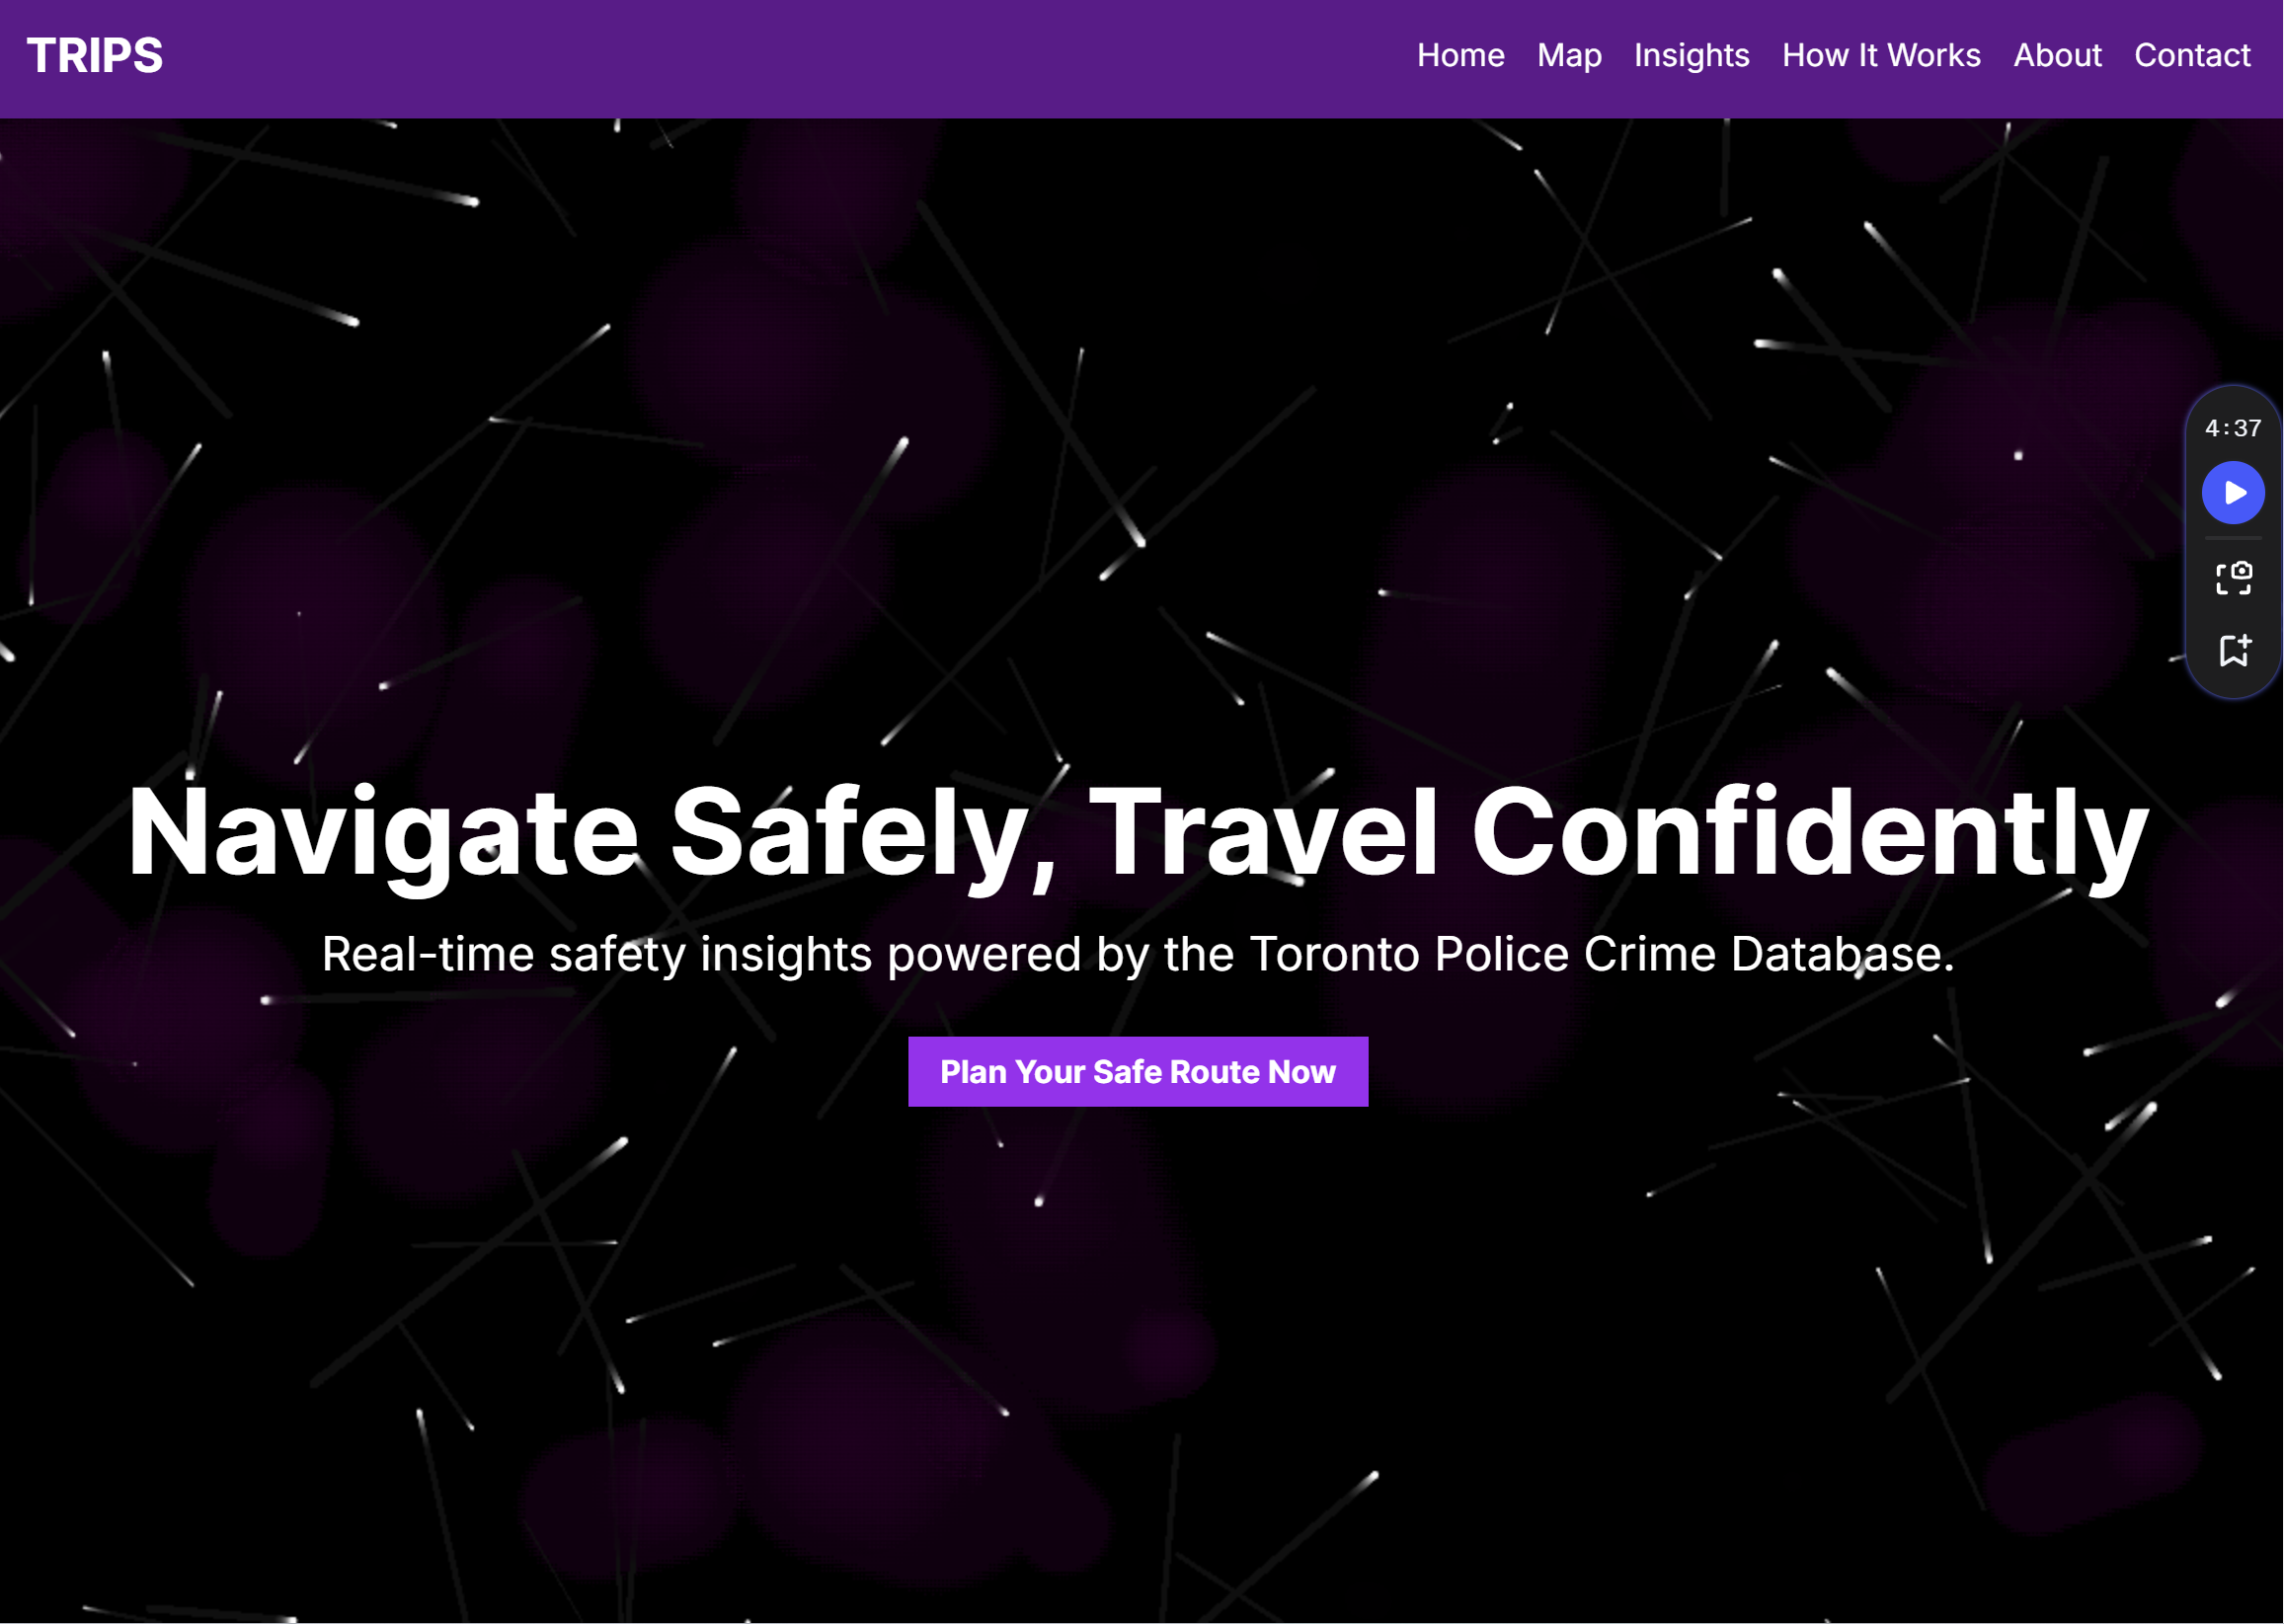 TRIPS
Home Map Insights How It Works About Contact
4:37
Navigate Safely, Travel Confidently
Real-time safety insights powered by the Toronto Police Crime Database.
Plan Your Safe Route Now